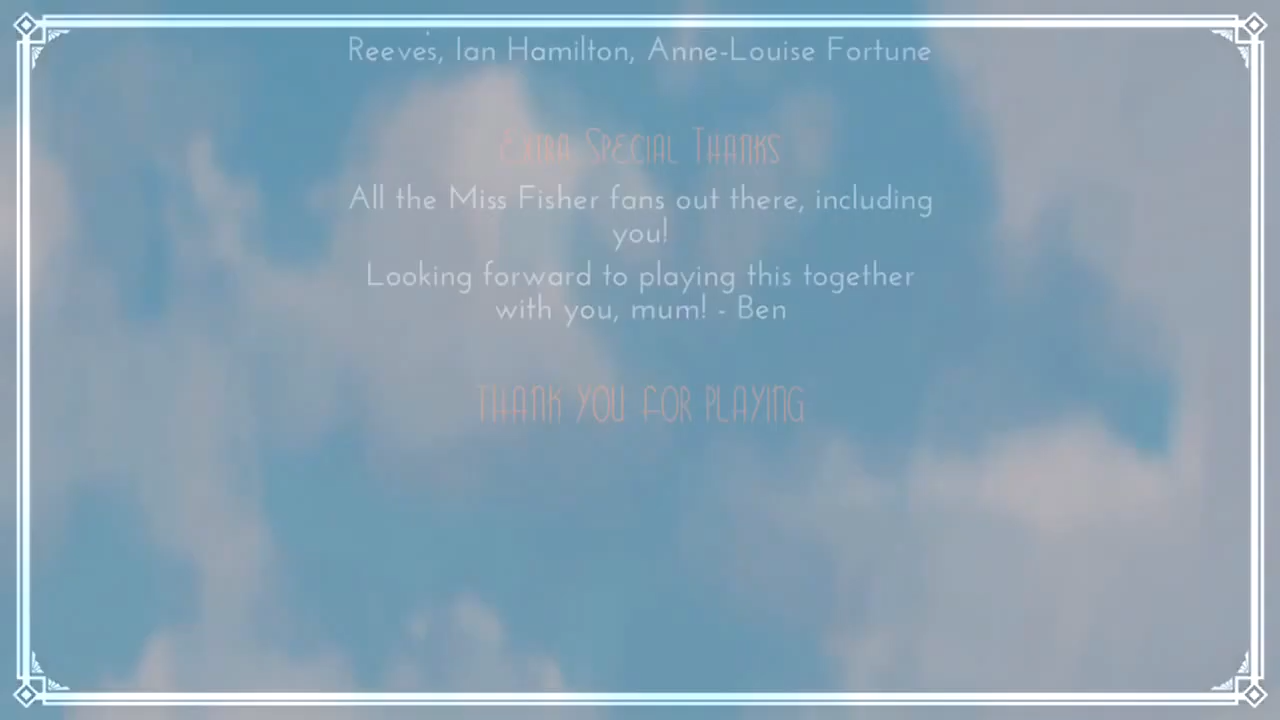 Reeve's, Ian Hamilton, Anne-Louise Fortune
Extra Special Thanks
All the Miss Fisher fans out there, including
you!
Looking forward to playing this together
with you, mum! - Ben
THANK YOU FOR PLAYING